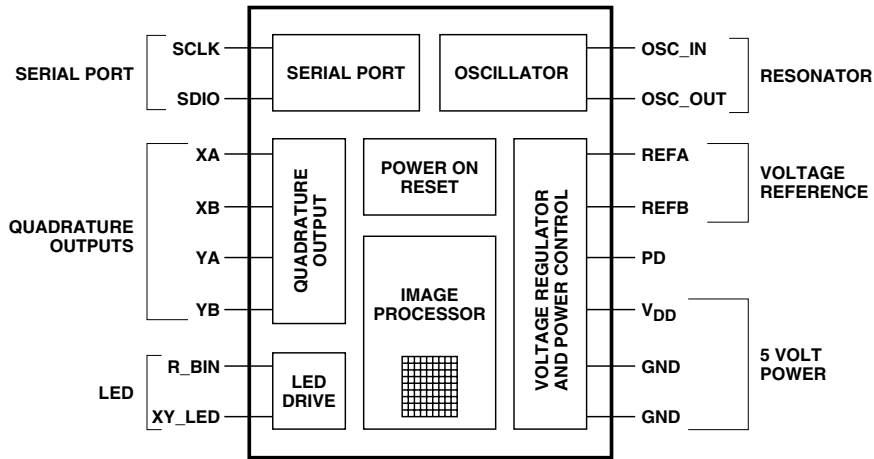 SERIAL PORT
SCLK
SDIO
SERIAL PORT
OSCILLATOR
OSC_IN
OSC_OUT
RESONATOR
QUADRATURE
OUTPUTS
XA
XB
YA
YB
QUADRATURE
OUTPUT
POWER ON
RESET
IMAGE
PROCESSOR
VOLTAGE REGULATOR
AND POWER CONTROL
REFA
REFB
VOLTAGE
REFERENCE
PD
VDD
GND
GND
5 VOLT
POWER
LED
R_BIN
XY_LED
LED
DRIVE